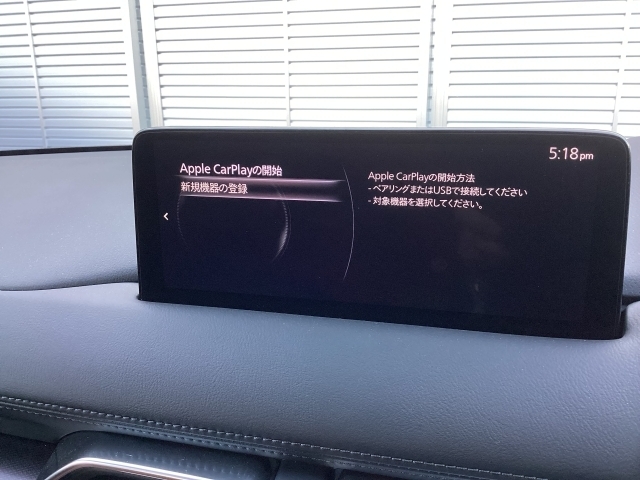 5:18pm
Apple CarPlayの開始
新規機器の登録
Apple CarPlayの開始方法
- ペアリングまたはUSBで接続してください
- 対象機器を選択してください。